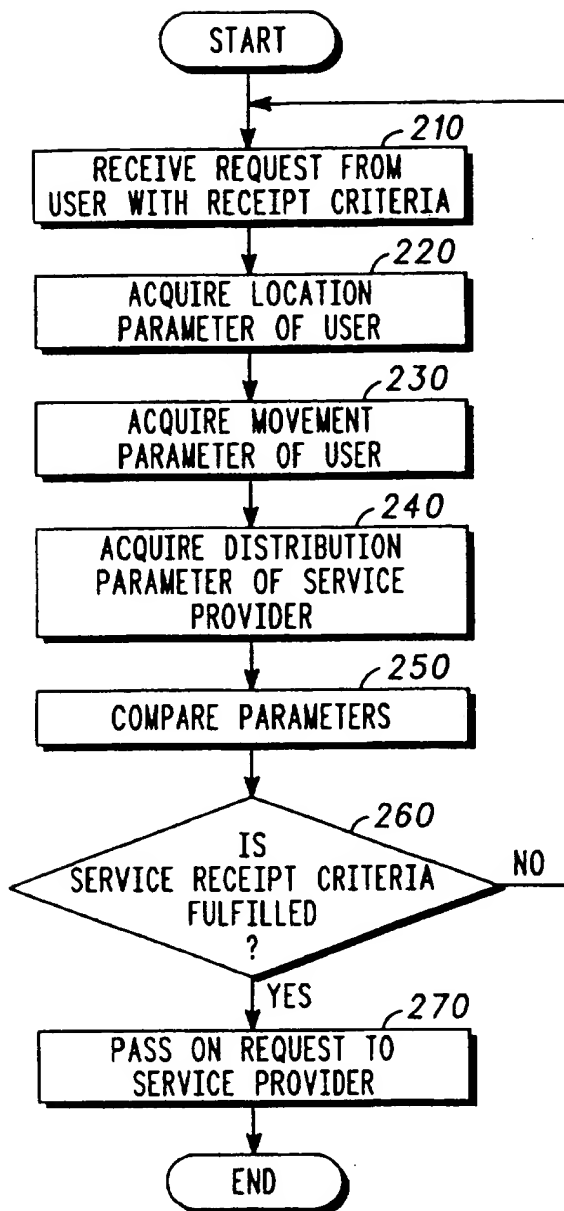 START
210
RECEIVE REQUEST FROM
USER WITH RECEIPT CRITERIA
220
ACQUIRE LOCATION
PARAMETER OF USER
230
ACQUIRE MOVEMENT
PARAMETER OF USER
240
ACQUIRE DISTRIBUTION
PARAMETER OF SERVICE
PROVIDER
250
COMPARE PARAMETERS
260
IS
SERVICE RECEIPT CRITERIA
FULFILLED
?
NO
YES
270
PASS ON REQUEST TO
SERVICE PROVIDER
END